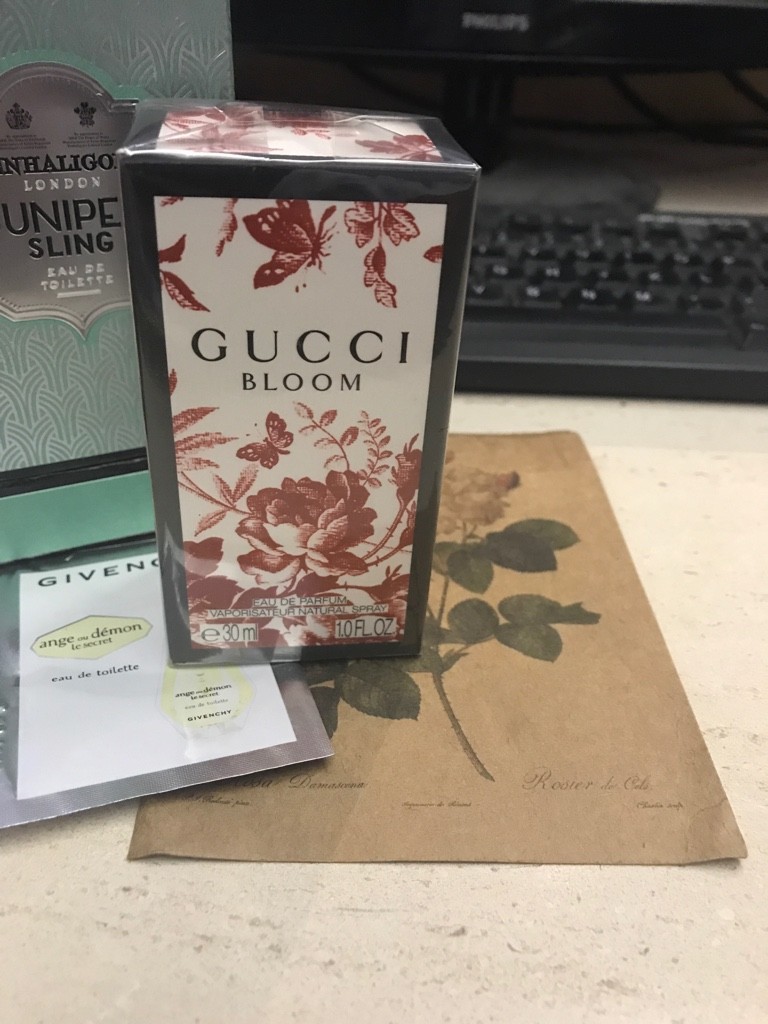 PHILIPS
NHALIGO
LONDON
UNIPE
SLING
EAU DE
TOILETTE
GUCCI
BLOOM
EAU DE PARFUM
VAPORISATEUR NATURAL SPRAY
e 30 ml 1.0 FL.OZ.
GIVENC
ange ou démon
le secret
eau de toilette
ange ou démon
le secret
eau de toilette
GIVENCHY
Damascena
Rosier de